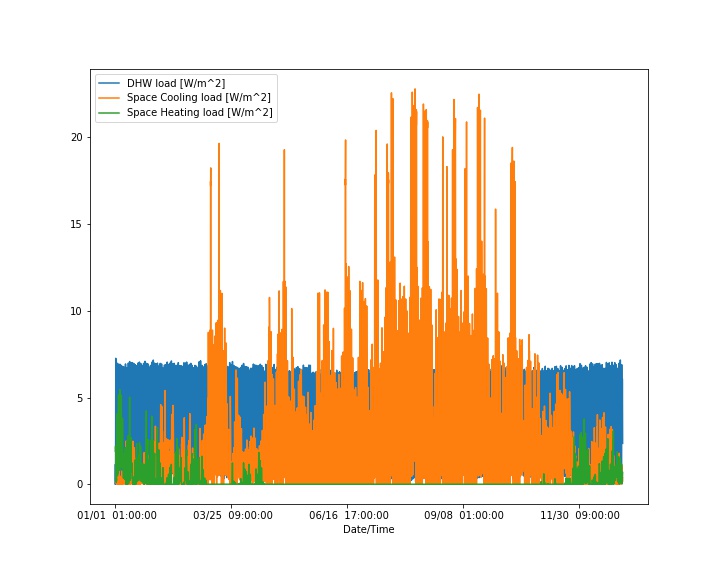 DHW load [W/m^2]
Space Cooling load [W/m^2]
Space Heating load [W/m^2]
20
15
10
5
0
01/01  01:00:00
03/25  09:00:00
06/16  17:00:00
09/08  01:00:00
11/30  09:00:00
Date/Time